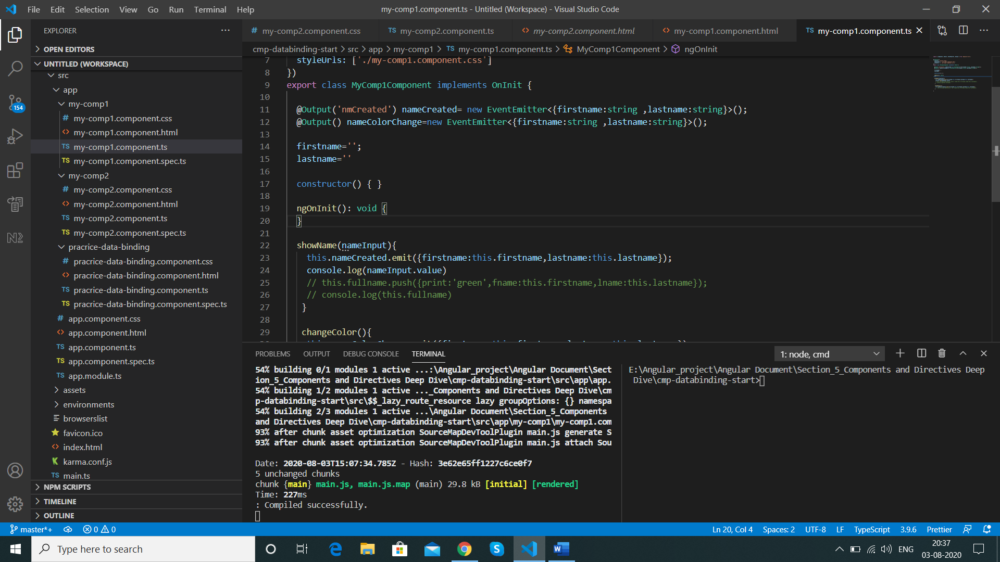 File Edit Selection View Go Run Terminal Help
my-comp1.component.ts - Untitled (Workspace) - Visual Studio Code
EXPLORER
OPEN EDITORS
UNTITLED (WORKSPACE)
src
app
my-comp1
# my-comp1.component.css
<> my-comp1.component.html
TS my-comp1.component.ts
TS my-comp1.component.spec.ts
my-comp2
# my-comp2.component.css
<> my-comp2.component.html
TS my-comp2.component.ts
TS my-comp2.component.spec.ts
pracrice-data-binding
# pracrice-data-binding.component.css
<> pracrice-data-binding.component.html
TS pracrice-data-binding.component.ts
TS pracrice-data-binding.component.spec.ts
# app.component.css
<> app.component.html
TS app.component.ts
TS app.component.spec.ts
TS app.module.ts
assets
environments
browserslist
favicon.ico
<> index.html
karma.conf.js
TS main.ts
NPM SCRIPTS
TIMELINE
OUTLINE
154
# my-comp2.component.css TS my-comp2.component.ts <> my-comp2.component.html <> my-comp1.component.html TS my-comp1.component.ts
cmp-databinding-start > src > app > my-comp1 > TS my-comp1.component.ts > MyComp1Component > ngOnInit
7 styleUrls: ['./my-comp1.component.css']
8 })
9 export class MyComp1Component implements OnInit {
10
11 @Output('nmCreated') nameCreated= new EventEmitter<{firstname:string ,lastname:string}>();
12 @Output() nameColorChange=new EventEmitter<{firstname:string ,lastname:string}>();
13
14 firstname='';
15 lastname=''
16
17 constructor() { }
18
19 ngOnInit(): void {
20 }
21
22 showName(nameInput){
23 this.nameCreated.emit({firstname:this.firstname,lastname:this.lastname});
24 console.log(nameInput.value)
25 // this.fullname.push({print:'green',fname:this.firstname,lname:this.lastname});
26 // console.log(this.fullname)
27 }
28
29 changeColor(){
PROBLEMS OUTPUT DEBUG CONSOLE TERMINAL
1: node, cmd
54% building 0/1 modules 1 active ...:\Angular_project\Angular Document\Sect
ion_5_Components and Directives Deep Dive\cmp-databinding-start\src\app\app.
54% building 1/2 modules 1 active ..._Components and Directives Deep Dive\cm
p-databinding-start\src\$$_lazy_route_resource lazy groupOptions: {} namespa
54% building 2/3 modules 1 active ...\Angular Document\Section_5_Components
and Directives Deep Dive\cmp-databinding-start\src\app\my-comp1\my-comp1.com
93% after chunk asset optimization SourceMapDevToolPlugin main.js generate S
93% after chunk asset optimization SourceMapDevToolPlugin main.js attach Sou
Date: 2020-08-03T15:07:34.785Z - Hash: 3e62e65ff1227c6ce0f7
5 unchanged chunks
chunk {main} main.js, main.js.map (main) 29.8 kB [initial] [rendered]
Time: 227ms
: Compiled successfully.
E:\Angular_project\Angular Document\Section_5_Components and Directives Deep
Dive\cmp-databinding-start>
master*+ 0 0 Ln 20, Col 4 Spaces: 2 UTF-8 LF TypeScript 3.9.6 Prettier
Type here to search
ENG
20:37
03-08-2020